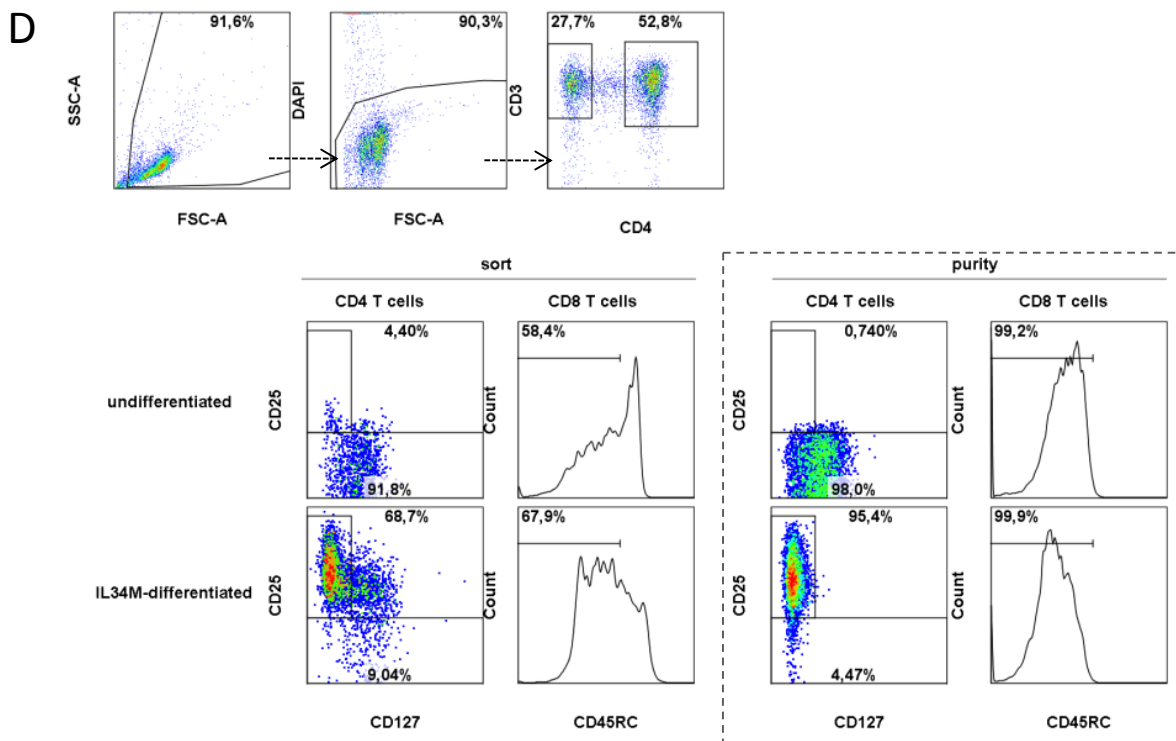 D
91,6%
90,3%
27,7%
52,8%
SSC-A
DAPI
CD3
FSC-A
FSC-A
CD4
sort
purity
CD4 T cells
CD8 T cells
CD4 T cells
CD8 T cells
undifferentiated
CD25
4,40%
91,8%
Count
58,4%
CD25
0,740%
98,0%
Count
99,2%
IL34M-differentiated
CD25
68,7%
9,04%
Count
67,9%
CD25
95,4%
4,47%
Count
99,9%
CD127
CD45RC
CD127
CD45RC